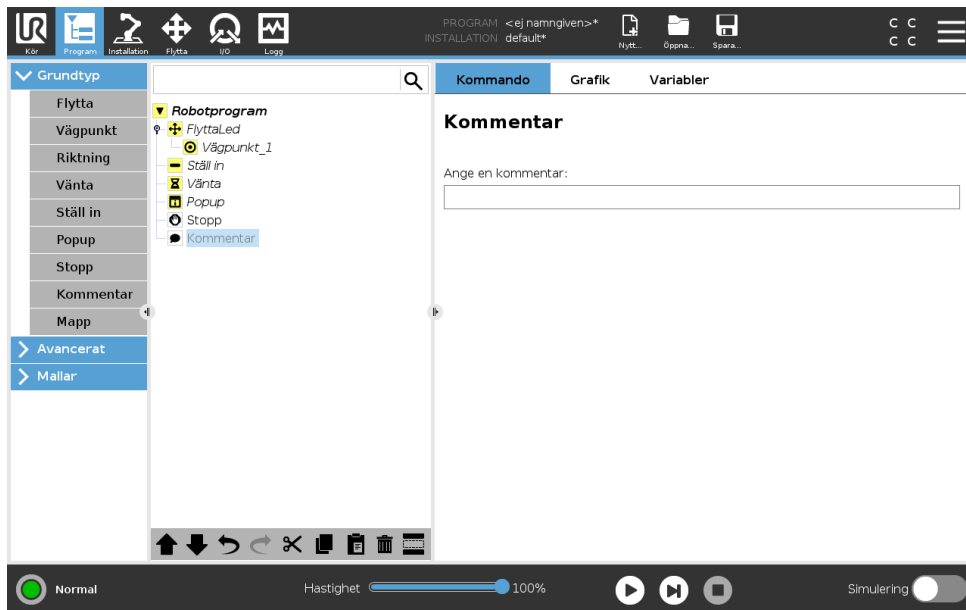 PROGRAM <ej namngiven>*
INSTALLATION default*
UR
Kör
Program
Installation
Flytta
I/O
Logg
Nytt...
Öppna...
Spara...
C C
C C
Grundtyp
Flytta
Vägpunkt
Riktning
Vänta
Ställ in
Popup
Stopp
Kommentar
Mapp
Avancerat
Mallar
Robotprogram
FlyttaLed
Vägpunkt_1
Ställ in
Vänta
Popup
Stopp
Kommentar
Kommando Grafik Variabler
Kommentar
Ange en kommentar:
Normal
Hastighet 100%
Simulering